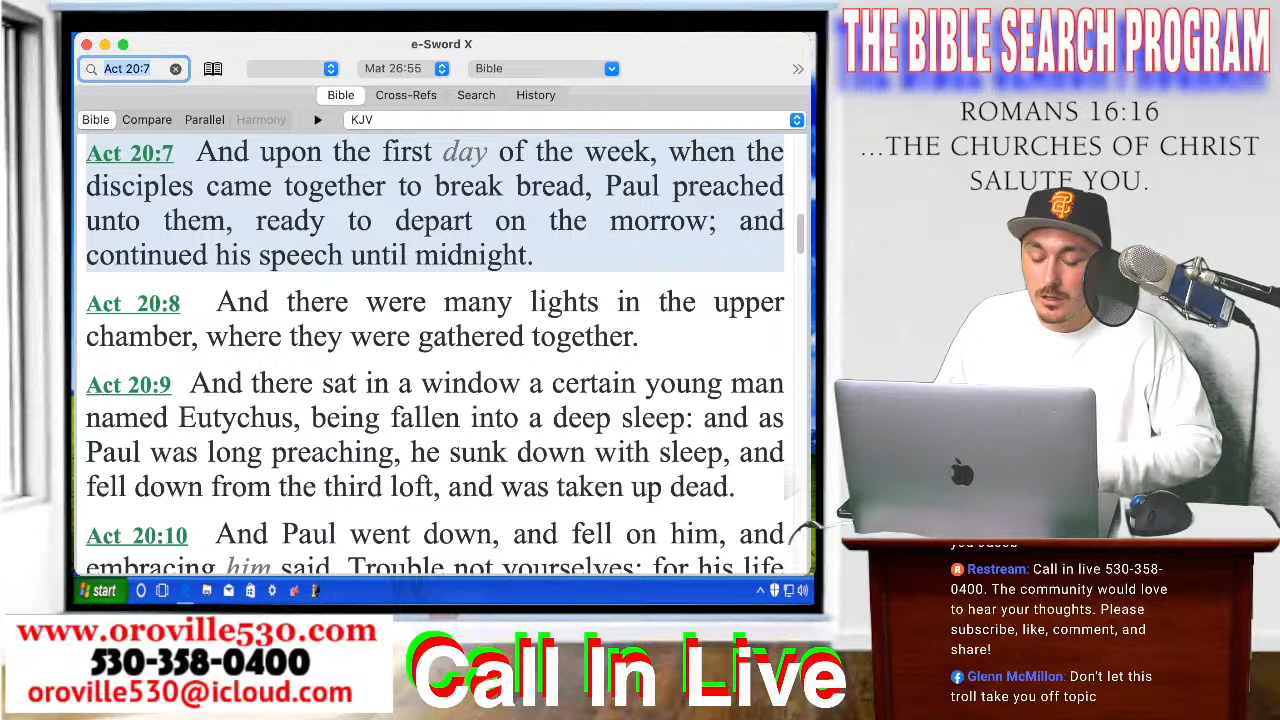 THE BIBLE SEARCH PROGRAM
ROMANS 16:16
...THE CHURCHES OF CHRIST
SALUTE YOU.
e-Sword X
Act 20:7
Mat 26:55
Bible
Bible Cross-Refs Search History
Bible Compare Parallel Harmony
KJV
Act 20:7 And upon the first day of the week, when the
disciples came together to break bread, Paul preached
unto them, ready to depart on the morrow; and
continued his speech until midnight.
Act 20:8 And there were many lights in the upper
chamber, where they were gathered together.
Act 20:9 And there sat in a window a certain young man
named Eutychus, being fallen into a deep sleep: and as
Paul was long preaching, he sunk down with sleep, and
fell down from the third loft, and was taken up dead.
Act 20:10 And Paul went down, and fell on him, and
embracing him said, Trouble not yourselves; for his life
start
www.oroville530.com
530-358-0400
oroville530@icloud.com
Call In Live
Restream: Call in live 530-358-
0400. The community would love
to hear your thoughts. Please
subscribe, like, comment, and
share!
Glenn McMillon: Don't let this
troll take you off topic